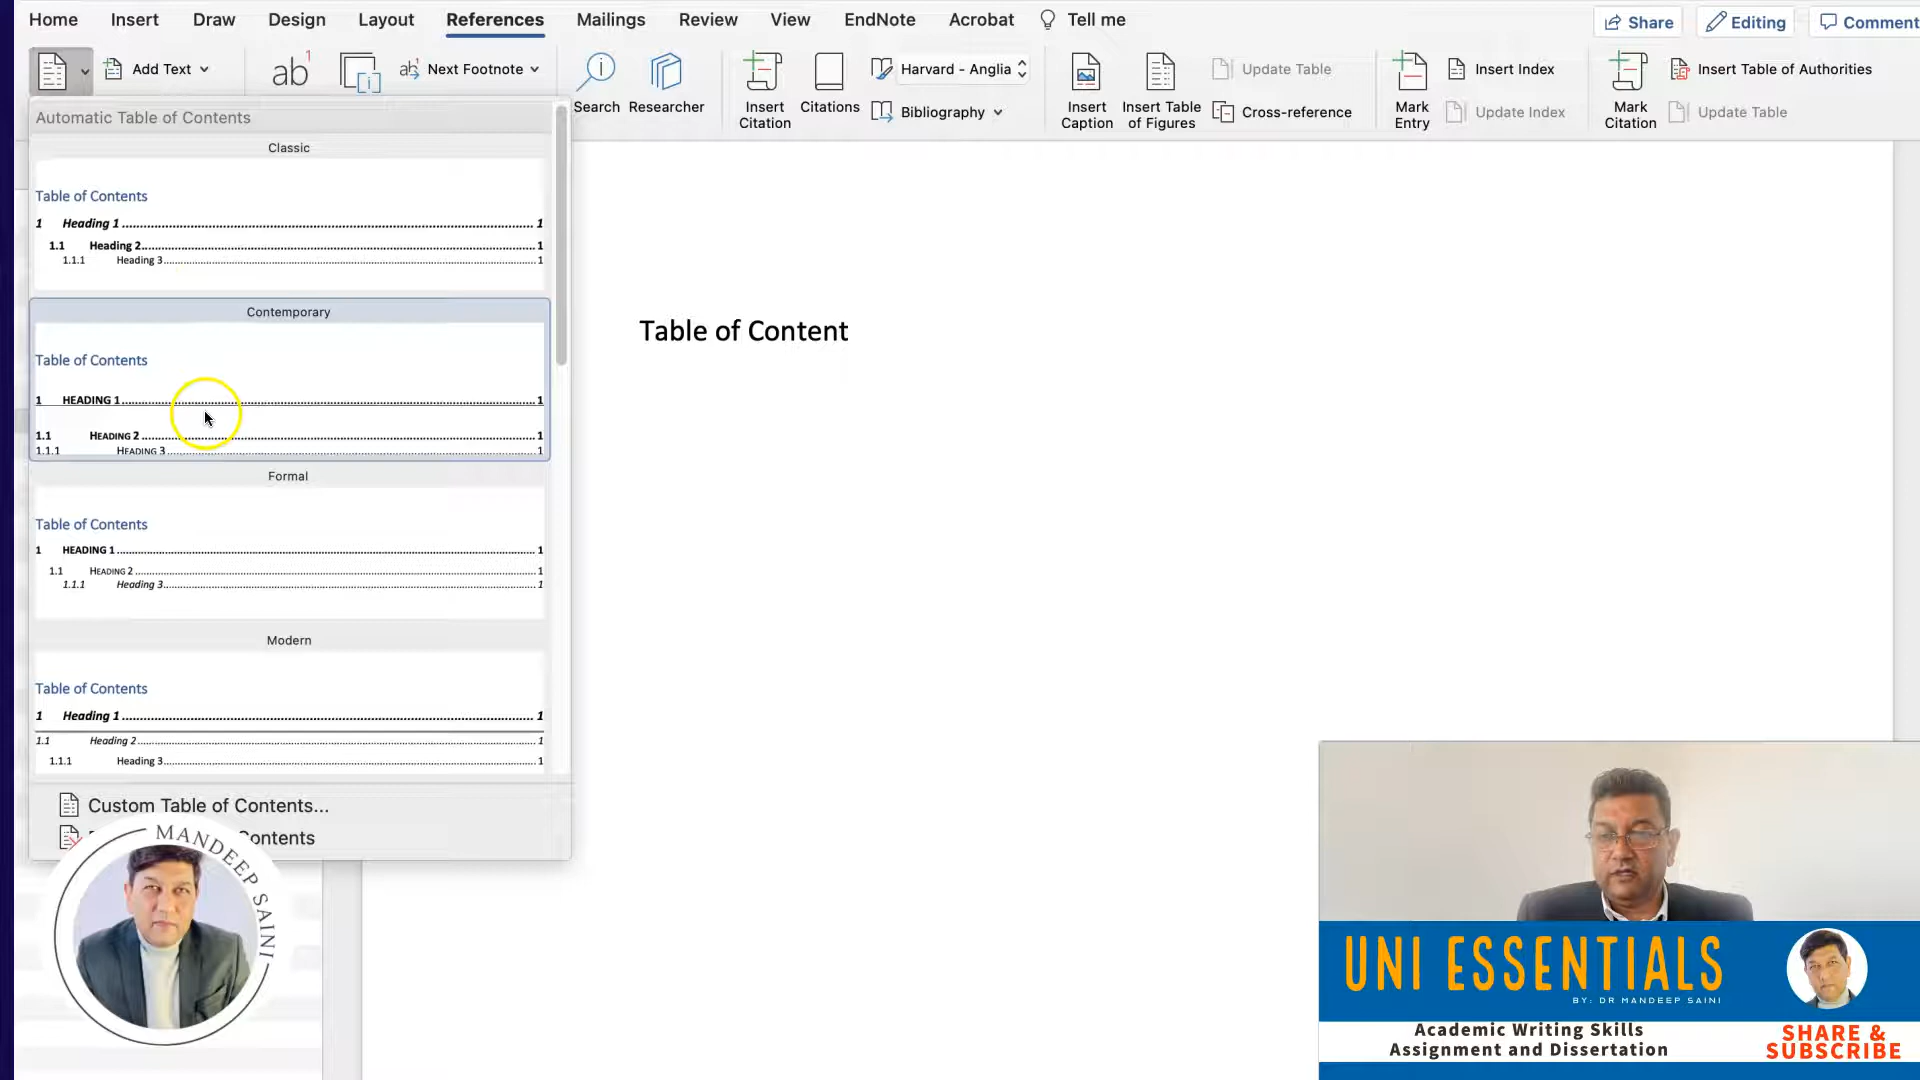 Home Insert Draw Design Layout References Mailings Review View EndNote Acrobat Tell me
Share Editing Comment
Add Text
ab 1
Next Footnote
Search Researcher
Insert Citation
Citations
Harvard - Anglia
Bibliography
Insert Caption
Insert Table of Figures
Update Table
Cross-reference
Mark Entry
Insert Index
Update Index
Mark Citation
Insert Table of Authorities
Update Table
Automatic Table of Contents
Classic
Table of Contents
1 Heading 1 1
1.1 Heading 2 1
1.1.1 Heading 3 1
Contemporary
Table of Contents
1 HEADING 1 1
1.1 HEADING 2 1
1.1.1 HEADING 3 1
Formal
Table of Contents
1 HEADING 1 1
1.1 HEADING 2 1
1.1.1 Heading 3 1
Modern
Table of Contents
1 Heading 1 1
1.1 Heading 2 1
1.1.1 Heading 3 1
Custom Table of Contents...
Contents
Table of Content
MANDEEP SAINI
UNI ESSENTIALS
BY: DR MANDEEP SAINI
Academic Writing Skills
Assignment and Dissertation
SHARE &
SUBSCRIBE